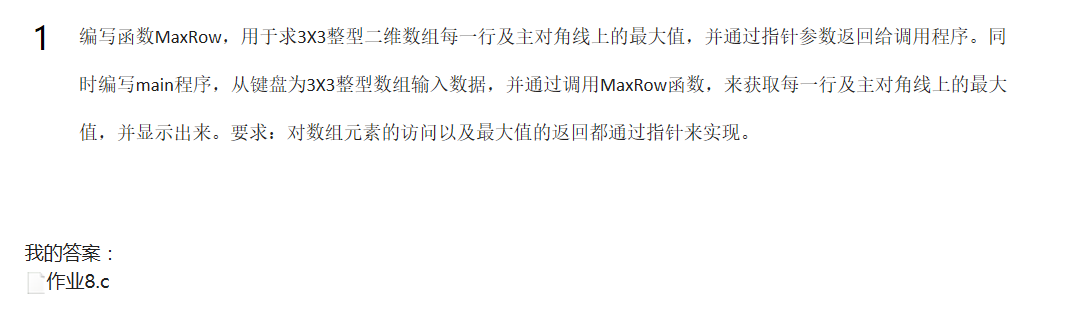 1 编写函数MaxRow，用于求3X3整型二维数组每一行及主对角线上的最大值，并通过指针参数返回给调用程序。同
时编写main程序，从键盘为3X3整型数组输入数据，并通过调用MaxRow函数，来获取每一行及主对角线上的最大
值，并显示出来。要求：对数组元素的访问以及最大值的返回都通过指针来实现。
我的答案：
作业8.c